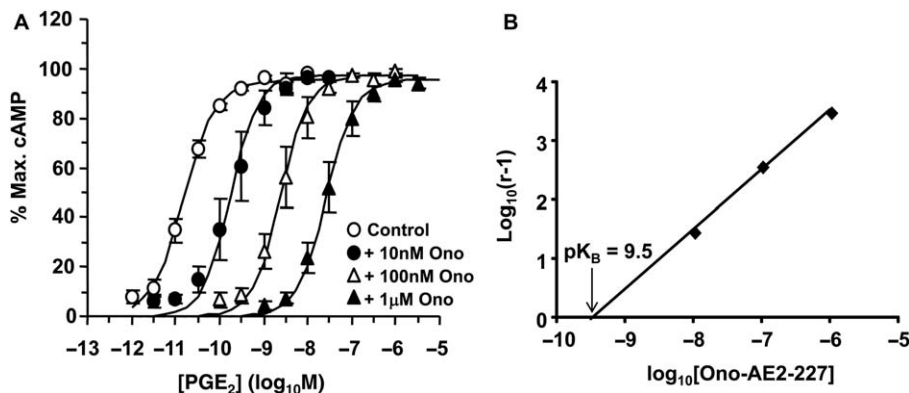 A
120
100
80
60
40
20
0
% Max. cAMP
Control
+ 10nM Ono
+ 100nM Ono
+ 1μM Ono
−13 −12 −11 −10 −9 −8 −7 −6 −5
[PGE₂] (log₁₀M)
B
4
3
2
1
0
Log₁₀(r-1)
pK_B = 9.5
−10 −9 −8 −7 −6 −5
log₁₀[Ono-AE2-227]